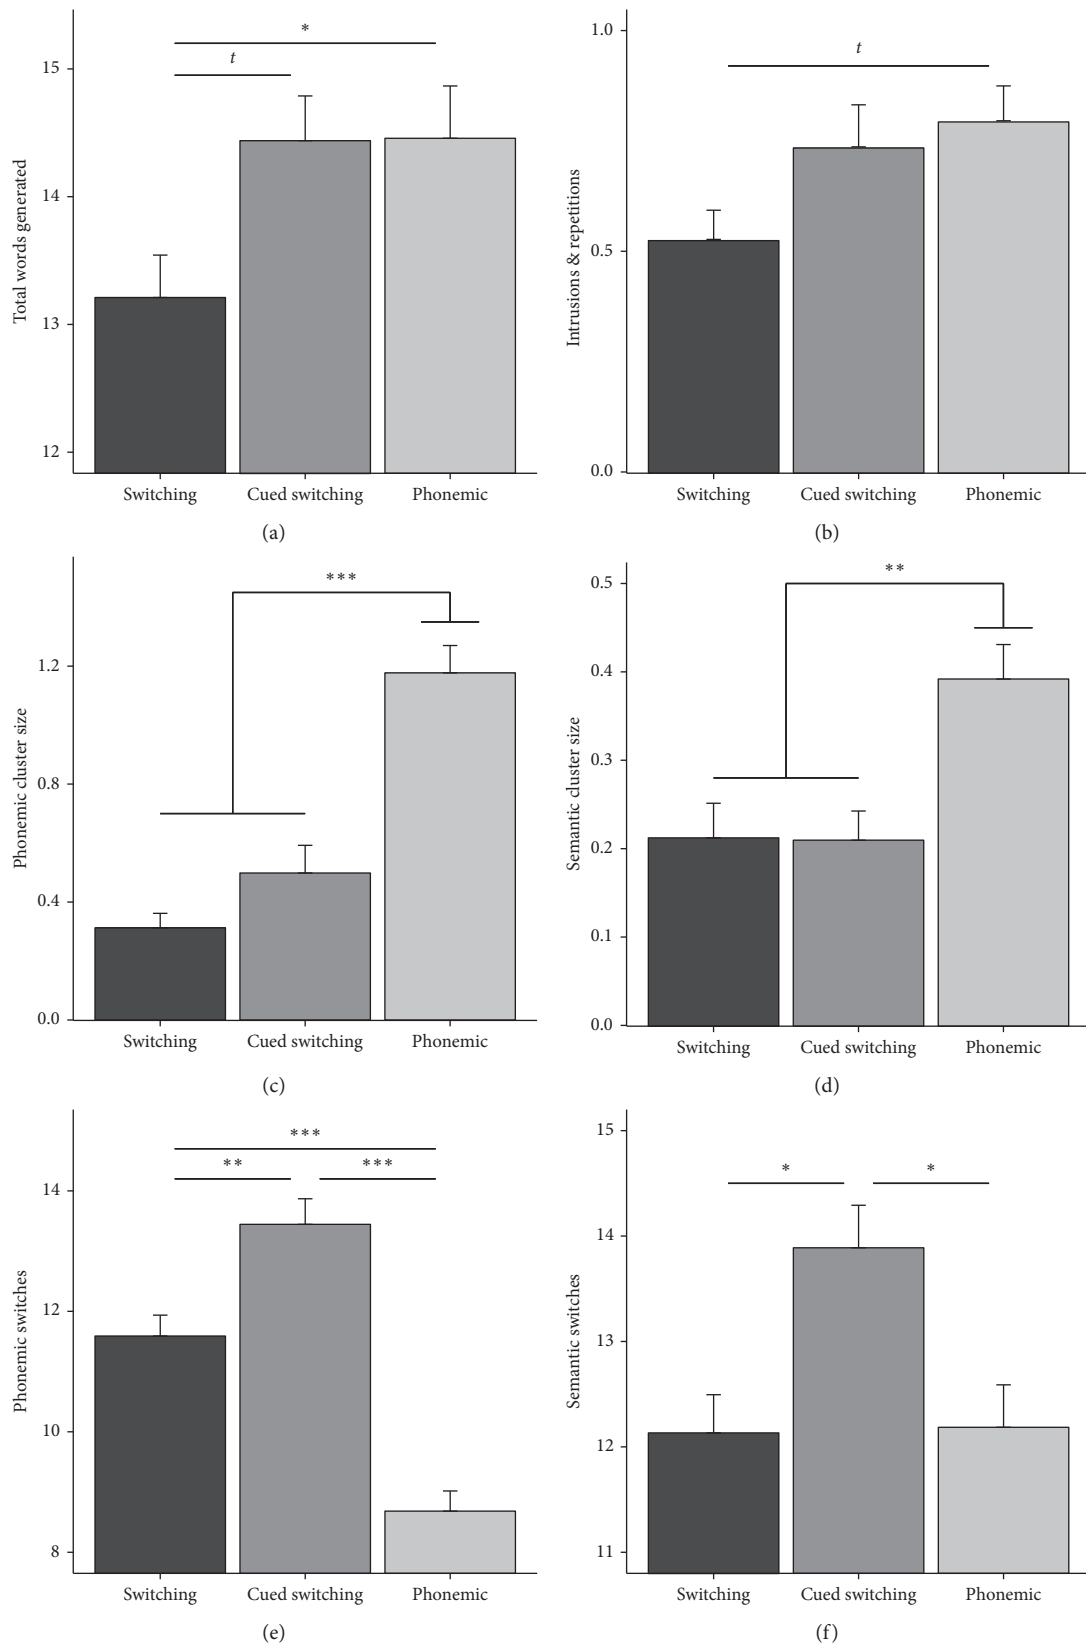 Total words generated
15
14
13
12
*
t
Switching
Cued switching
Phonemic
(a)
Intrusions & repetitions
1.0
0.5
0.0
t
Switching
Cued switching
Phonemic
(b)
Phonemic cluster size
1.2
0.8
0.4
0.0
***
Switching
Cued switching
Phonemic
(c)
Semantic cluster size
0.5
0.4
0.3
0.2
0.1
0.0
**
Switching
Cued switching
Phonemic
(d)
Phonemic switches
14
12
10
8
***
**
***
Switching
Cued switching
Phonemic
(e)
Semantic switches
15
14
13
12
11
*
*
Switching
Cued switching
Phonemic
(f)